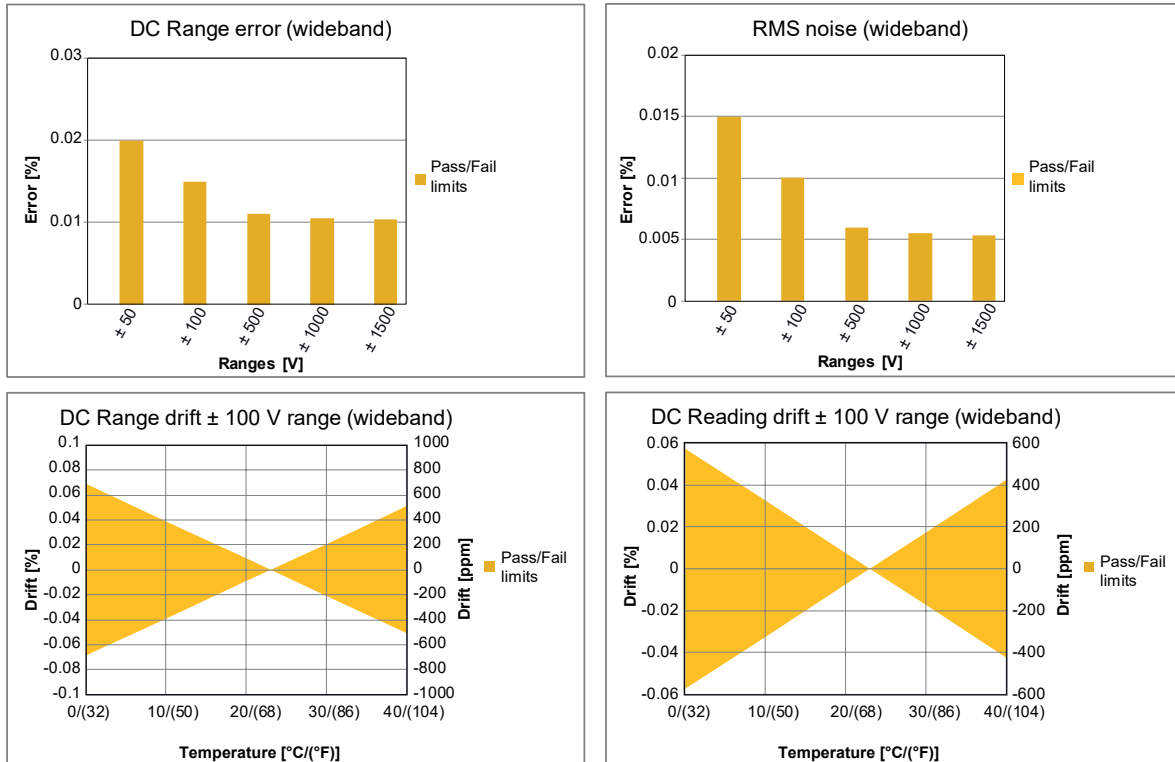 DC Range error (wideband)
0.03
0.02
0.01
0
Error [%]
± 50
± 100
± 500
± 1000
± 1500
Ranges [V]
Pass/Fail
limits
RMS noise (wideband)
0.02
0.015
0.01
0.005
0
Error [%]
± 50
± 100
± 500
± 1000
± 1500
Ranges [V]
Pass/Fail
limits
DC Range drift ± 100 V range (wideband)
0.1
0.08
0.06
0.04
0.02
0
-0.02
-0.04
-0.06
-0.08
-0.1
Drift [%]
1000
800
600
400
200
0
-200
-400
-600
-800
-1000
Drift [ppm]
0/(32)
10/(50)
20/(68)
30/(86)
40/(104)
Temperature [°C/(°F)]
Pass/Fail
limits
DC Reading drift ± 100 V range (wideband)
0.06
0.04
0.02
0
-0.02
-0.04
-0.06
Drift [%]
600
400
200
0
-200
-400
-600
Drift [ppm]
0/(32)
10/(50)
20/(68)
30/(86)
40/(104)
Temperature [°C/(°F)]
Pass/Fail
limits